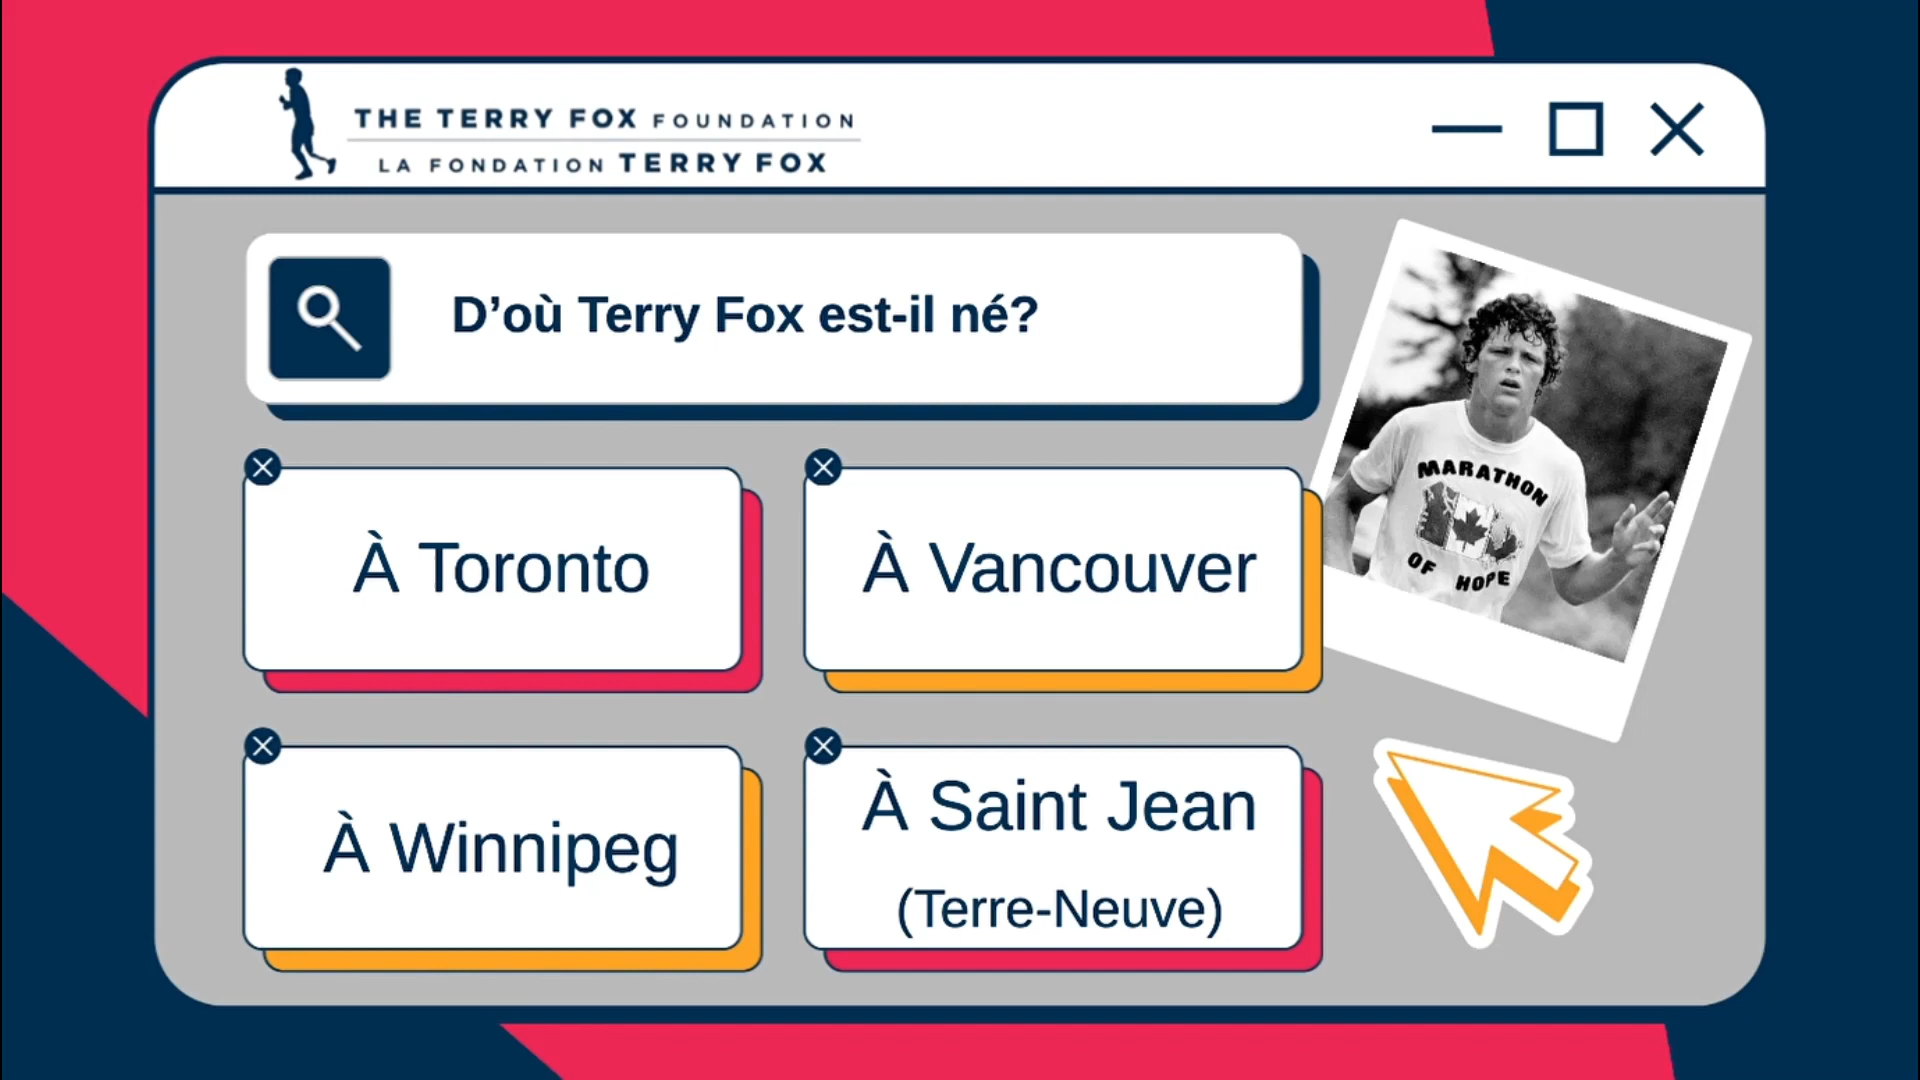 THE TERRY FOX FOUNDATION
LA FONDATION TERRY FOX
D’où Terry Fox est-il né?
À Toronto
À Vancouver
MARATHON
OF HOPE
À Winnipeg
À Saint Jean
(Terre-Neuve)